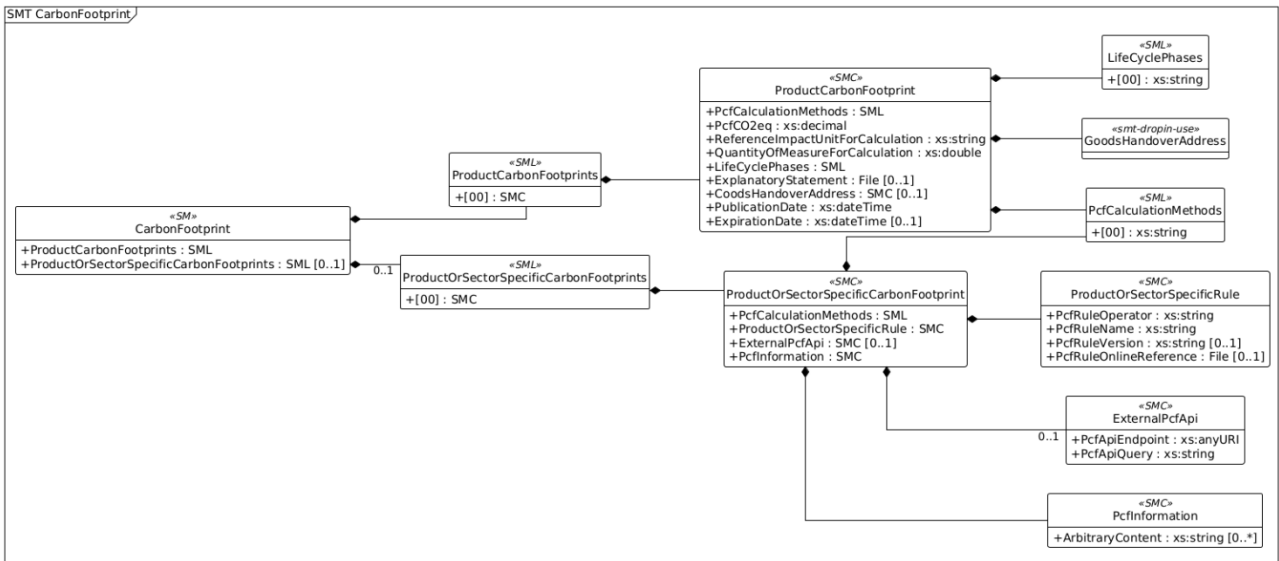 SMT CarbonFootprint
«SM»
CarbonFootprint
+ProductCarbonFootprints : SML
+ProductOrSectorSpecificCarbonFootprints : SML [0..1]
0..1
«SML»
ProductCarbonFootprints
+[00] : SMC
«SML»
ProductOrSectorSpecificCarbonFootprints
+[00] : SMC
«SMC»
ProductCarbonFootprint
+PcfCalculationMethods : SML
+PcfCO2eq : xs:decimal
+ReferenceImpactUnitForCalculation : xs:string
+QuantityOfMeasureForCalculation : xs:double
+LifeCyclePhases : SML
+ExplanatoryStatement : File [0..1]
+CoodsHandoverAddress : SMC [0..1]
+PublicationDate : xs:dateTime
+ExpirationDate : xs:dateTime [0..1]
«SMC»
ProductOrSectorSpecificCarbonFootprint
+PcfCalculationMethods : SML
+ProductOrSectorSpecificRule : SMC
+ExternalPcfApi : SMC [0..1]
+PcfInformation : SMC
«SML»
LifeCyclePhases
+[00] : xs:string
«smt-dropin-use»
GoodsHandoverAddress
«SML»
PcfCalculationMethods
+[00] : xs:string
«SMC»
ProductOrSectorSpecificRule
+PcfRuleOperator : xs:string
+PcfRuleName : xs:string
+PcfRuleVersion : xs:string [0..1]
+PcfRuleOnlineReference : File [0..1]
«SMC»
ExternalPcfApi
+PcfApiEndpoint : xs:anyURI
+PcfApiQuery : xs:string
0..1
«SMC»
PcfInformation
+ArbitraryContent : xs:string [0..*]